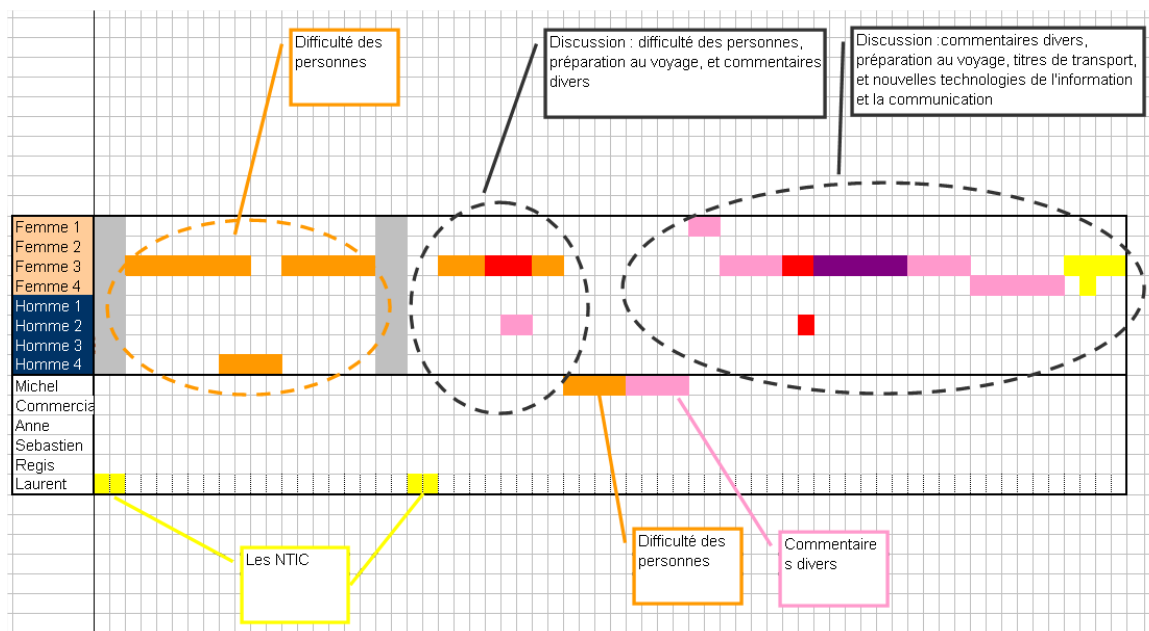 Difficulté des
personnes
Discussion : difficulté des personnes,
préparation au voyage, et commentaires
divers
Discussion :commentaires divers,
préparation au voyage, titres de transport,
et nouvelles technologies de l'information
et la communication
Femme 1
Femme 2
Femme 3
Femme 4
Homme 1
Homme 2
Homme 3
Homme 4
Michel
Commercia
Anne
Sebastien
Regis
Laurent
Les NTIC
Difficulté des
personnes
Commentaire
s divers